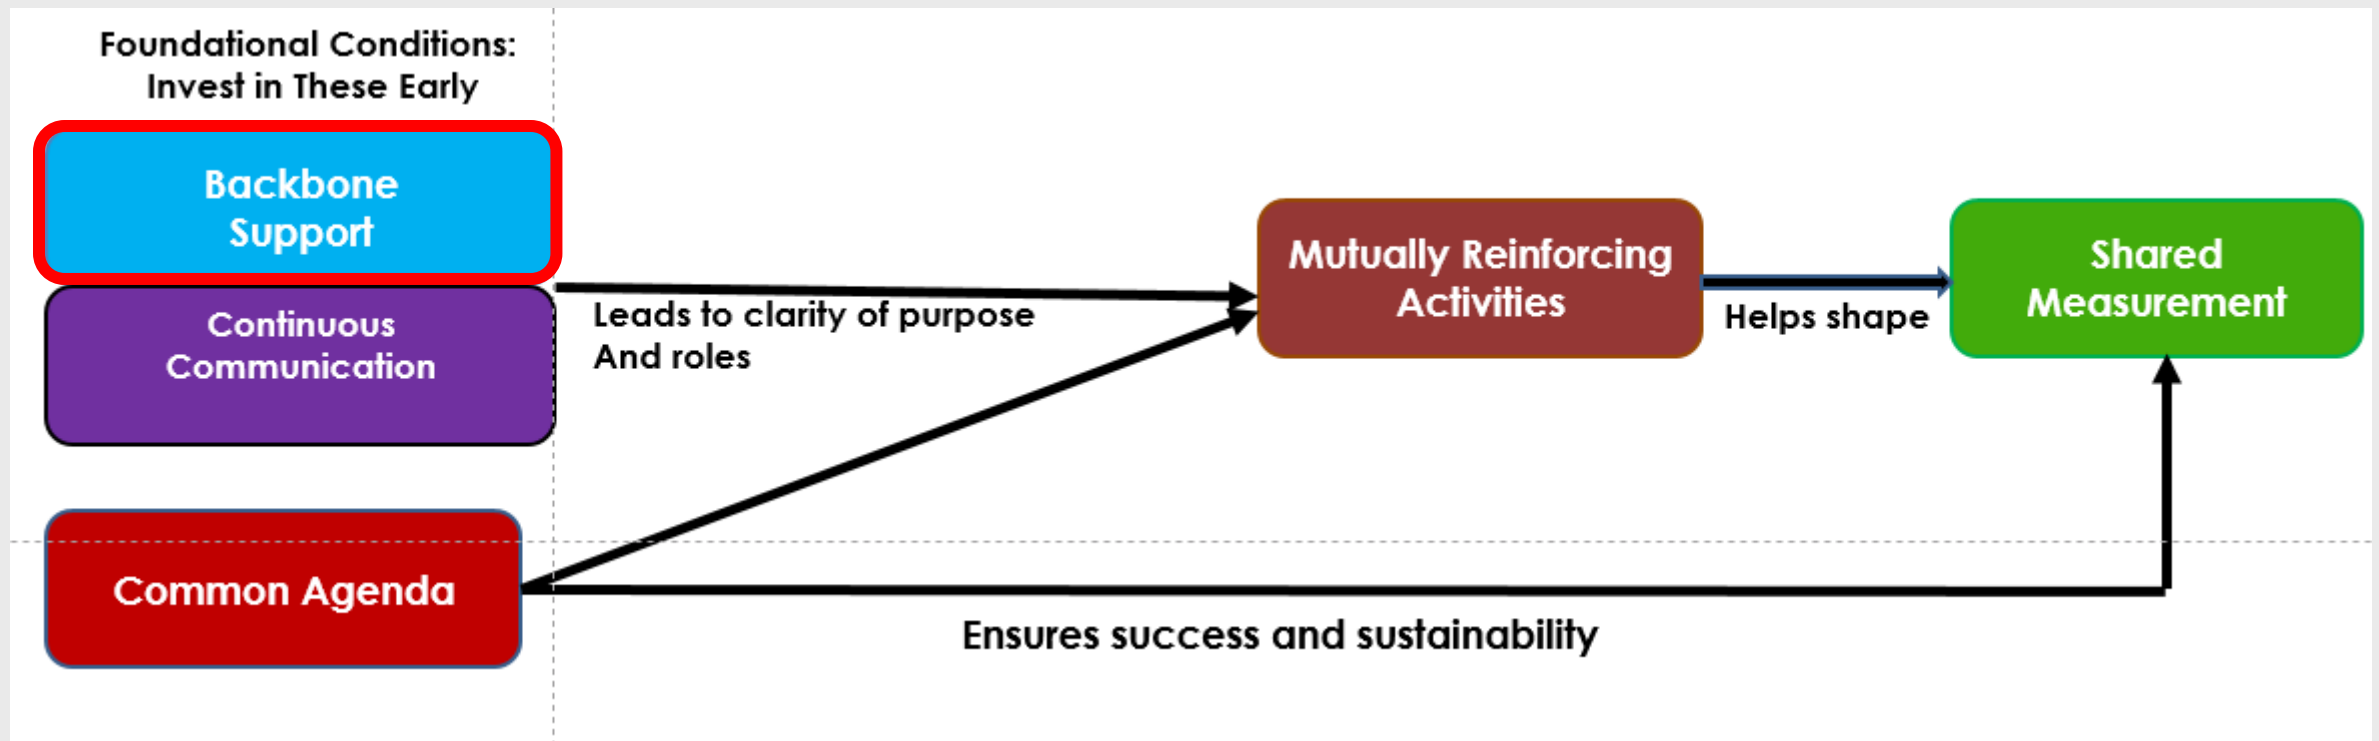 Foundational Conditions:
Invest in These Early
Backbone
Support
Continuous
Communication
Leads to clarity of purpose
And roles
Mutually Reinforcing
Activities
Helps shape
Shared
Measurement
Common Agenda
Ensures success and sustainability